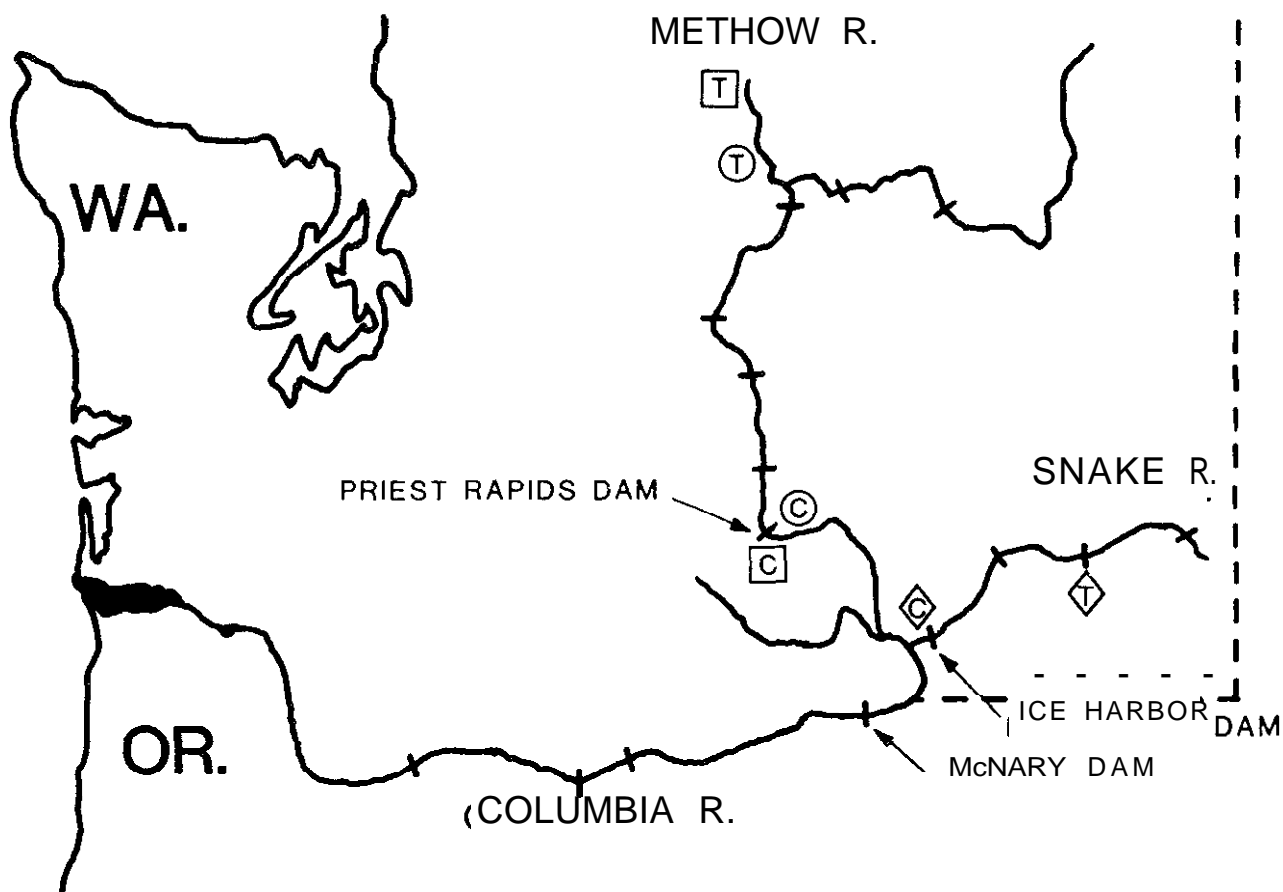 METHOW R.
T
T
WA.
SNAKE R.
PRIEST RAPIDS DAM
C
C
T
C
ICE HARBOR DAM
OR.
McNARY DAM
(COLUMBIA R.